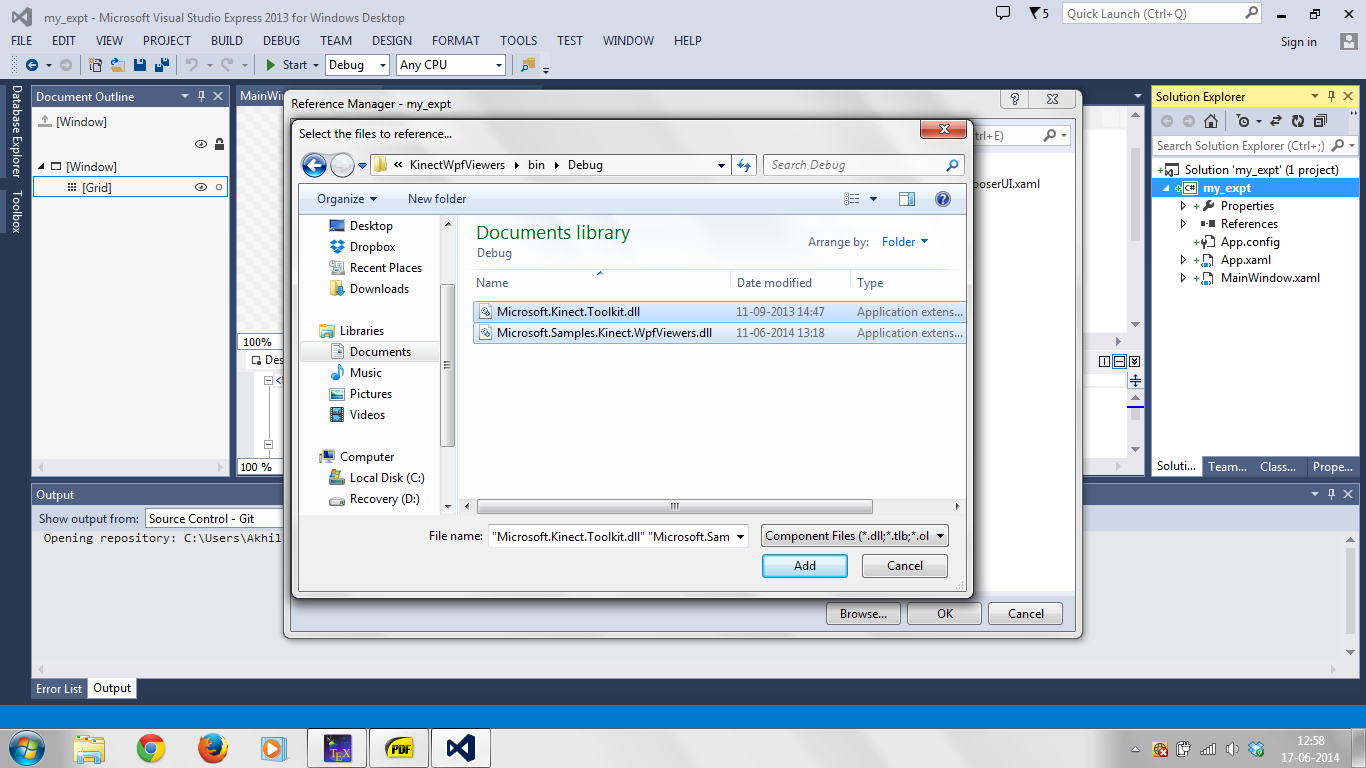 my_expt - Microsoft Visual Studio Express 2013 for Windows Desktop
5
Quick Launch (Ctrl+Q)
FILE EDIT VIEW PROJECT BUILD DEBUG TEAM DESIGN FORMAT TOOLS TEST WINDOW HELP
Sign in
Start
Debug
Any CPU
Database Explorer
Toolbox
Document Outline
[Window]
[Window]
[Grid]
MainWin
100%
Des
100 %
Reference Manager - my_expt
trl+E)
poserUI.xaml
Select the files to reference...
« KinectWpfViewers bin Debug
Search Debug
Organize
New folder
Desktop
Dropbox
Recent Places
Downloads
Libraries
Documents
Music
Pictures
Videos
Computer
Local Disk (C:)
Recovery (D:)
Documents library
Debug
Arrange by: Folder
Name Date modified Type
Microsoft.Kinect.Toolkit.dll 11-09-2013 14:47 Application extens...
Microsoft.Samples.Kinect.WpfViewers.dll 11-06-2014 13:18 Application extens...
File name: "Microsoft.Kinect.Toolkit.dll" "Microsoft.Sam
Component Files (*.dll;*.tlb;*.ol
Add
Cancel
Browse...
OK
Cancel
Solution Explorer
Search Solution Explorer (Ctrl+;)
Solution 'my_expt' (1 project)
C# my_expt
Properties
References
App.config
App.xaml
MainWindow.xaml
Soluti... Team... Class... Prope...
Output
Show output from: Source Control - Git
Opening repository: C:\Users\Akhil
Error List Output
TEX
PDF
12:58
17-06-2014